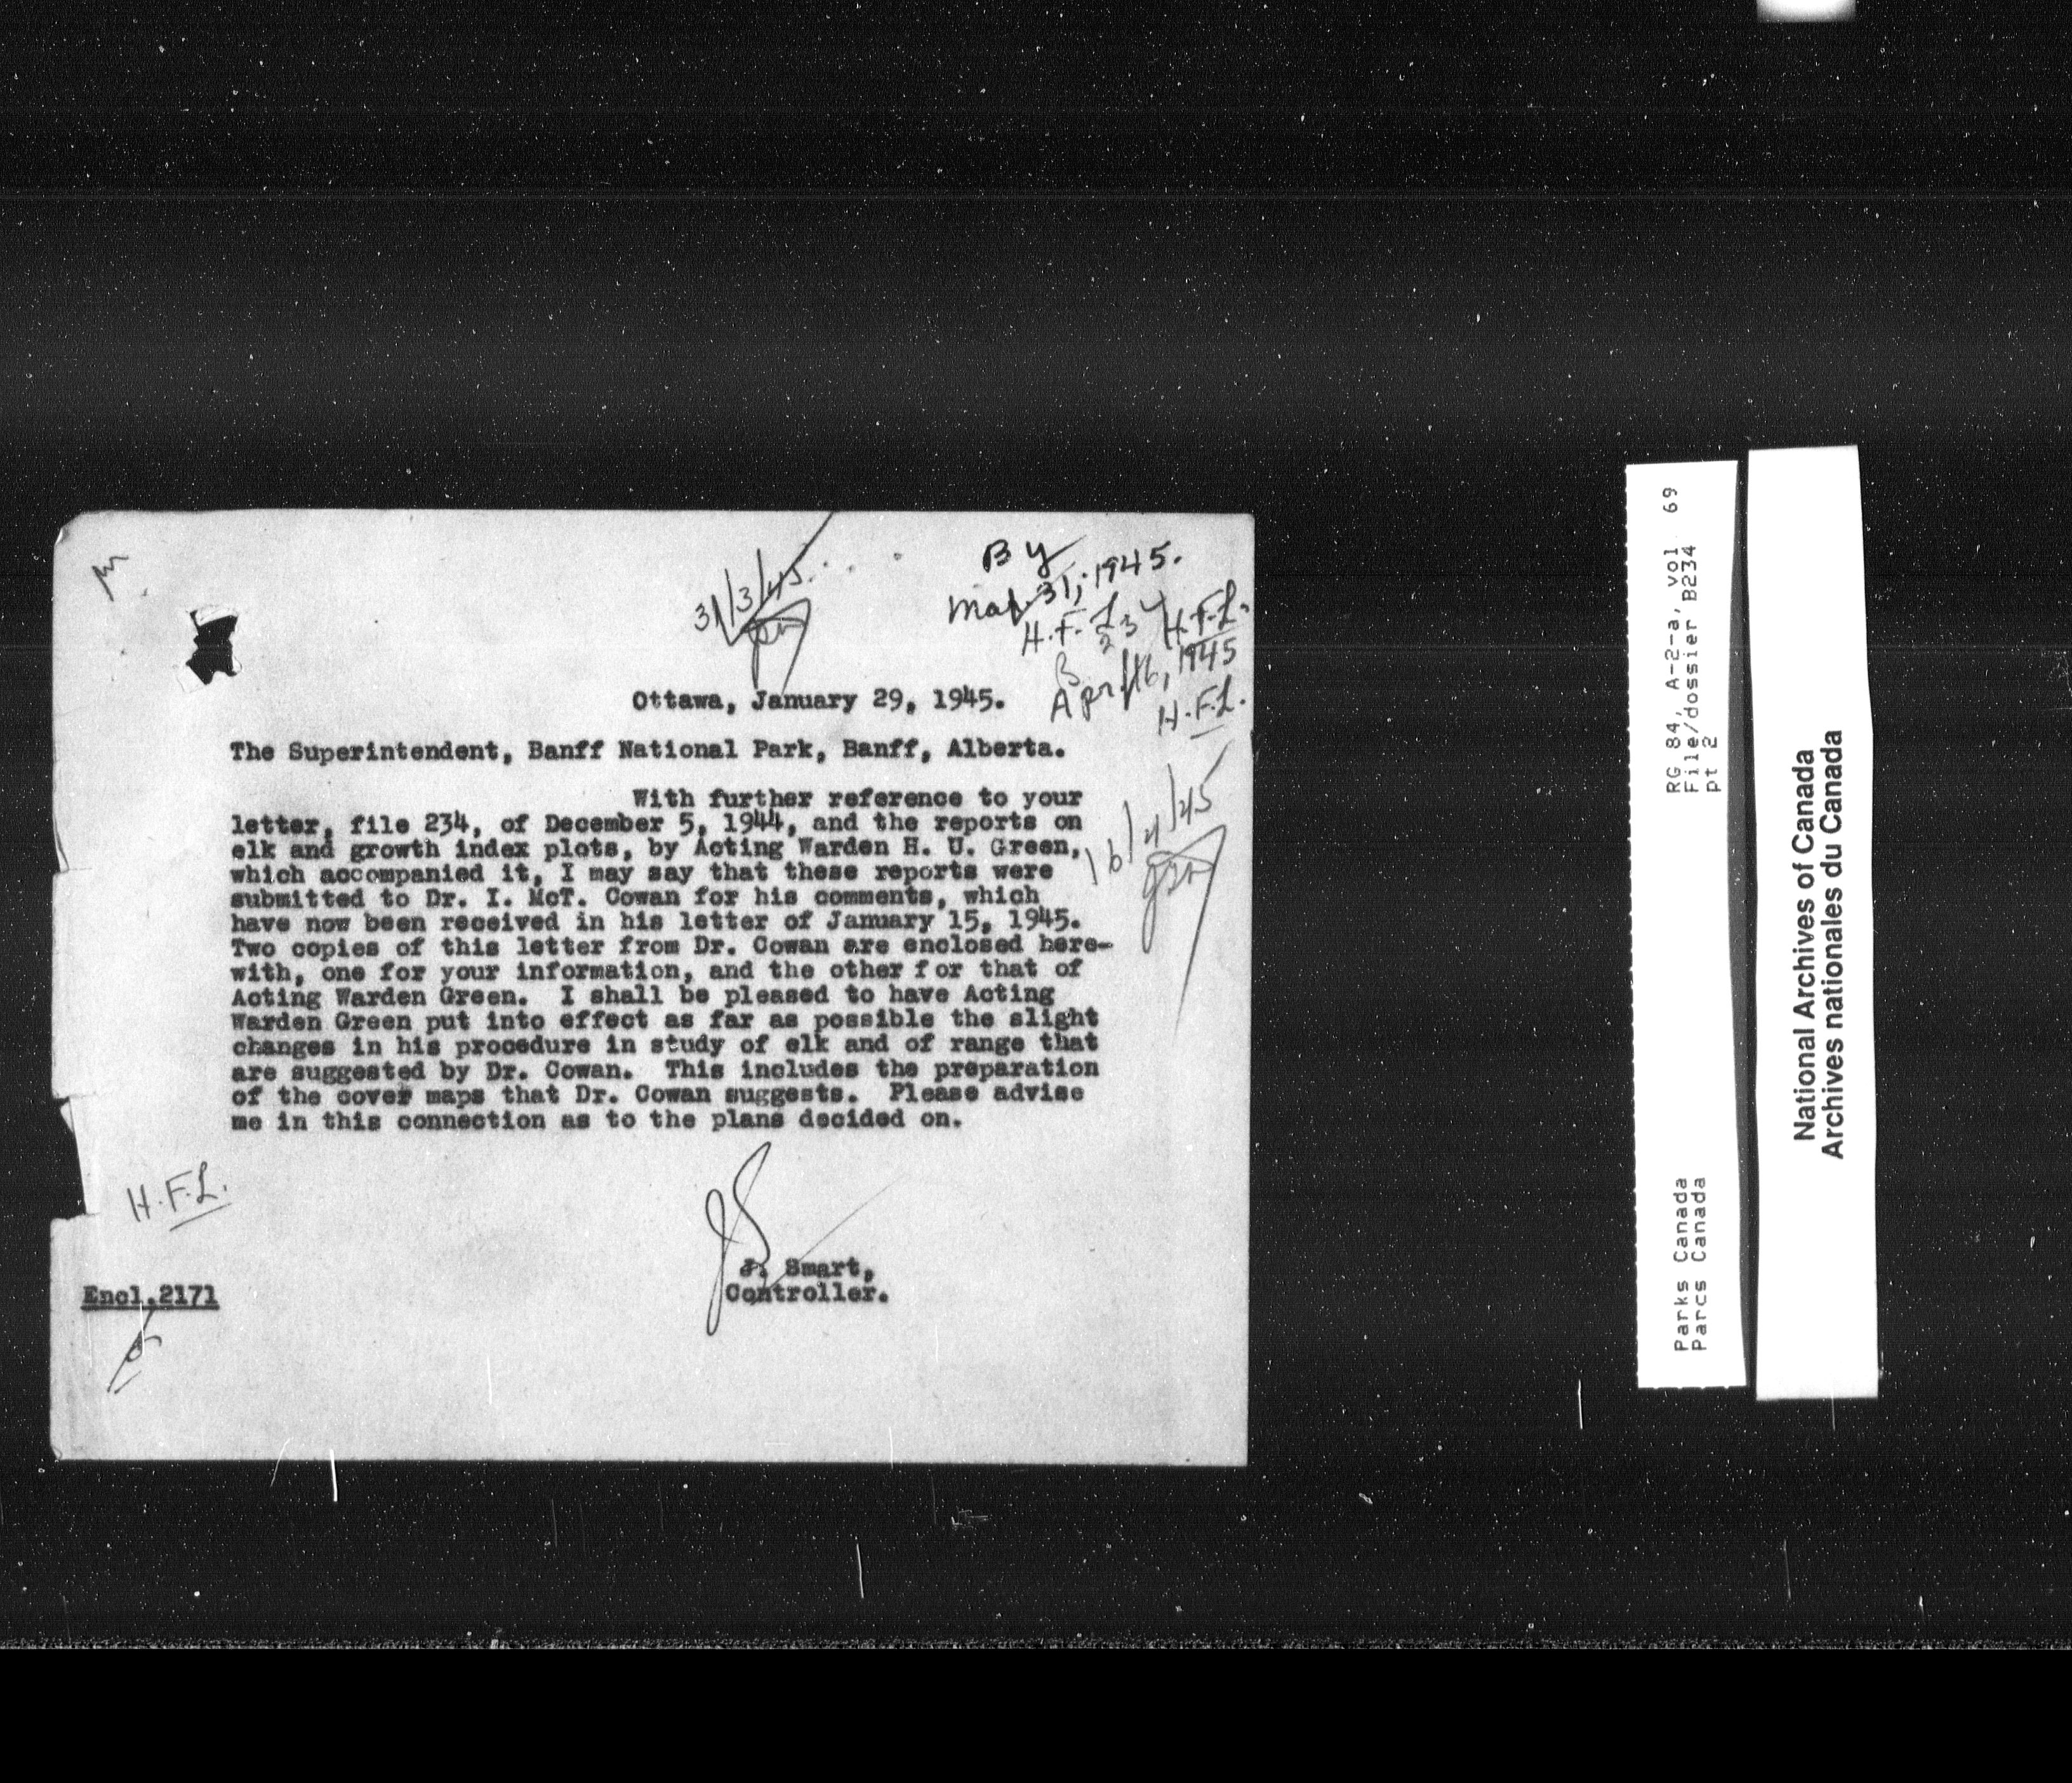 31/3/45
By
Mar. 31, 1945.
H.F.L.
H.F.L.
April 16, 1945
H.F.L.
Ottawa, January 29, 1945.
The Superintendent, Banff National Park, Banff, Alberta.
With further reference to your
letter, file 234, of December 5, 1944, and the reports on
elk and growth index plots, by Acting Warden H. U. Green,
which accompanied it, I may say that these reports were
submitted to Dr. I. McT. Cowan for his comments, which
have now been received in his letter of January 15, 1945.
Two copies of this letter from Dr. Cowan are enclosed here-
with, one for your information, and the other for that of
Acting Warden Green. I shall be pleased to have Acting
Warden Green put into effect as far as possible the slight
changes in his procedure in study of elk and of range that
are suggested by Dr. Cowan. This includes the preparation
of the cover maps that Dr. Cowan suggests. Please advise
me in this connection as to the plans decided on.
16/4/45
H.F.L.
JS
J. Smart,
Controller.
Encl.2171
RG 84, A-2-a, vol 69
File/dossier B234
pt 2
Parks Canada
Parcs Canada
National Archives of Canada
Archives nationales du Canada